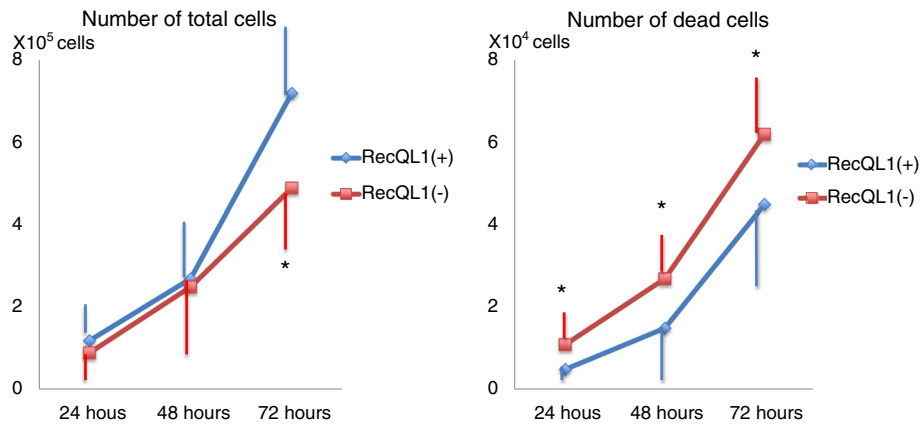 Number of total cells
X10⁵ cells
8
6
4
2
0
24 hous 48 hours 72 hours
*
RecQL1(+)
RecQL1(-)
Number of dead cells
X10⁴ cells
8
6
4
2
0
24 hours 48 hours 72 hours
*
*
*
RecQL1(+)
RecQL1(-)